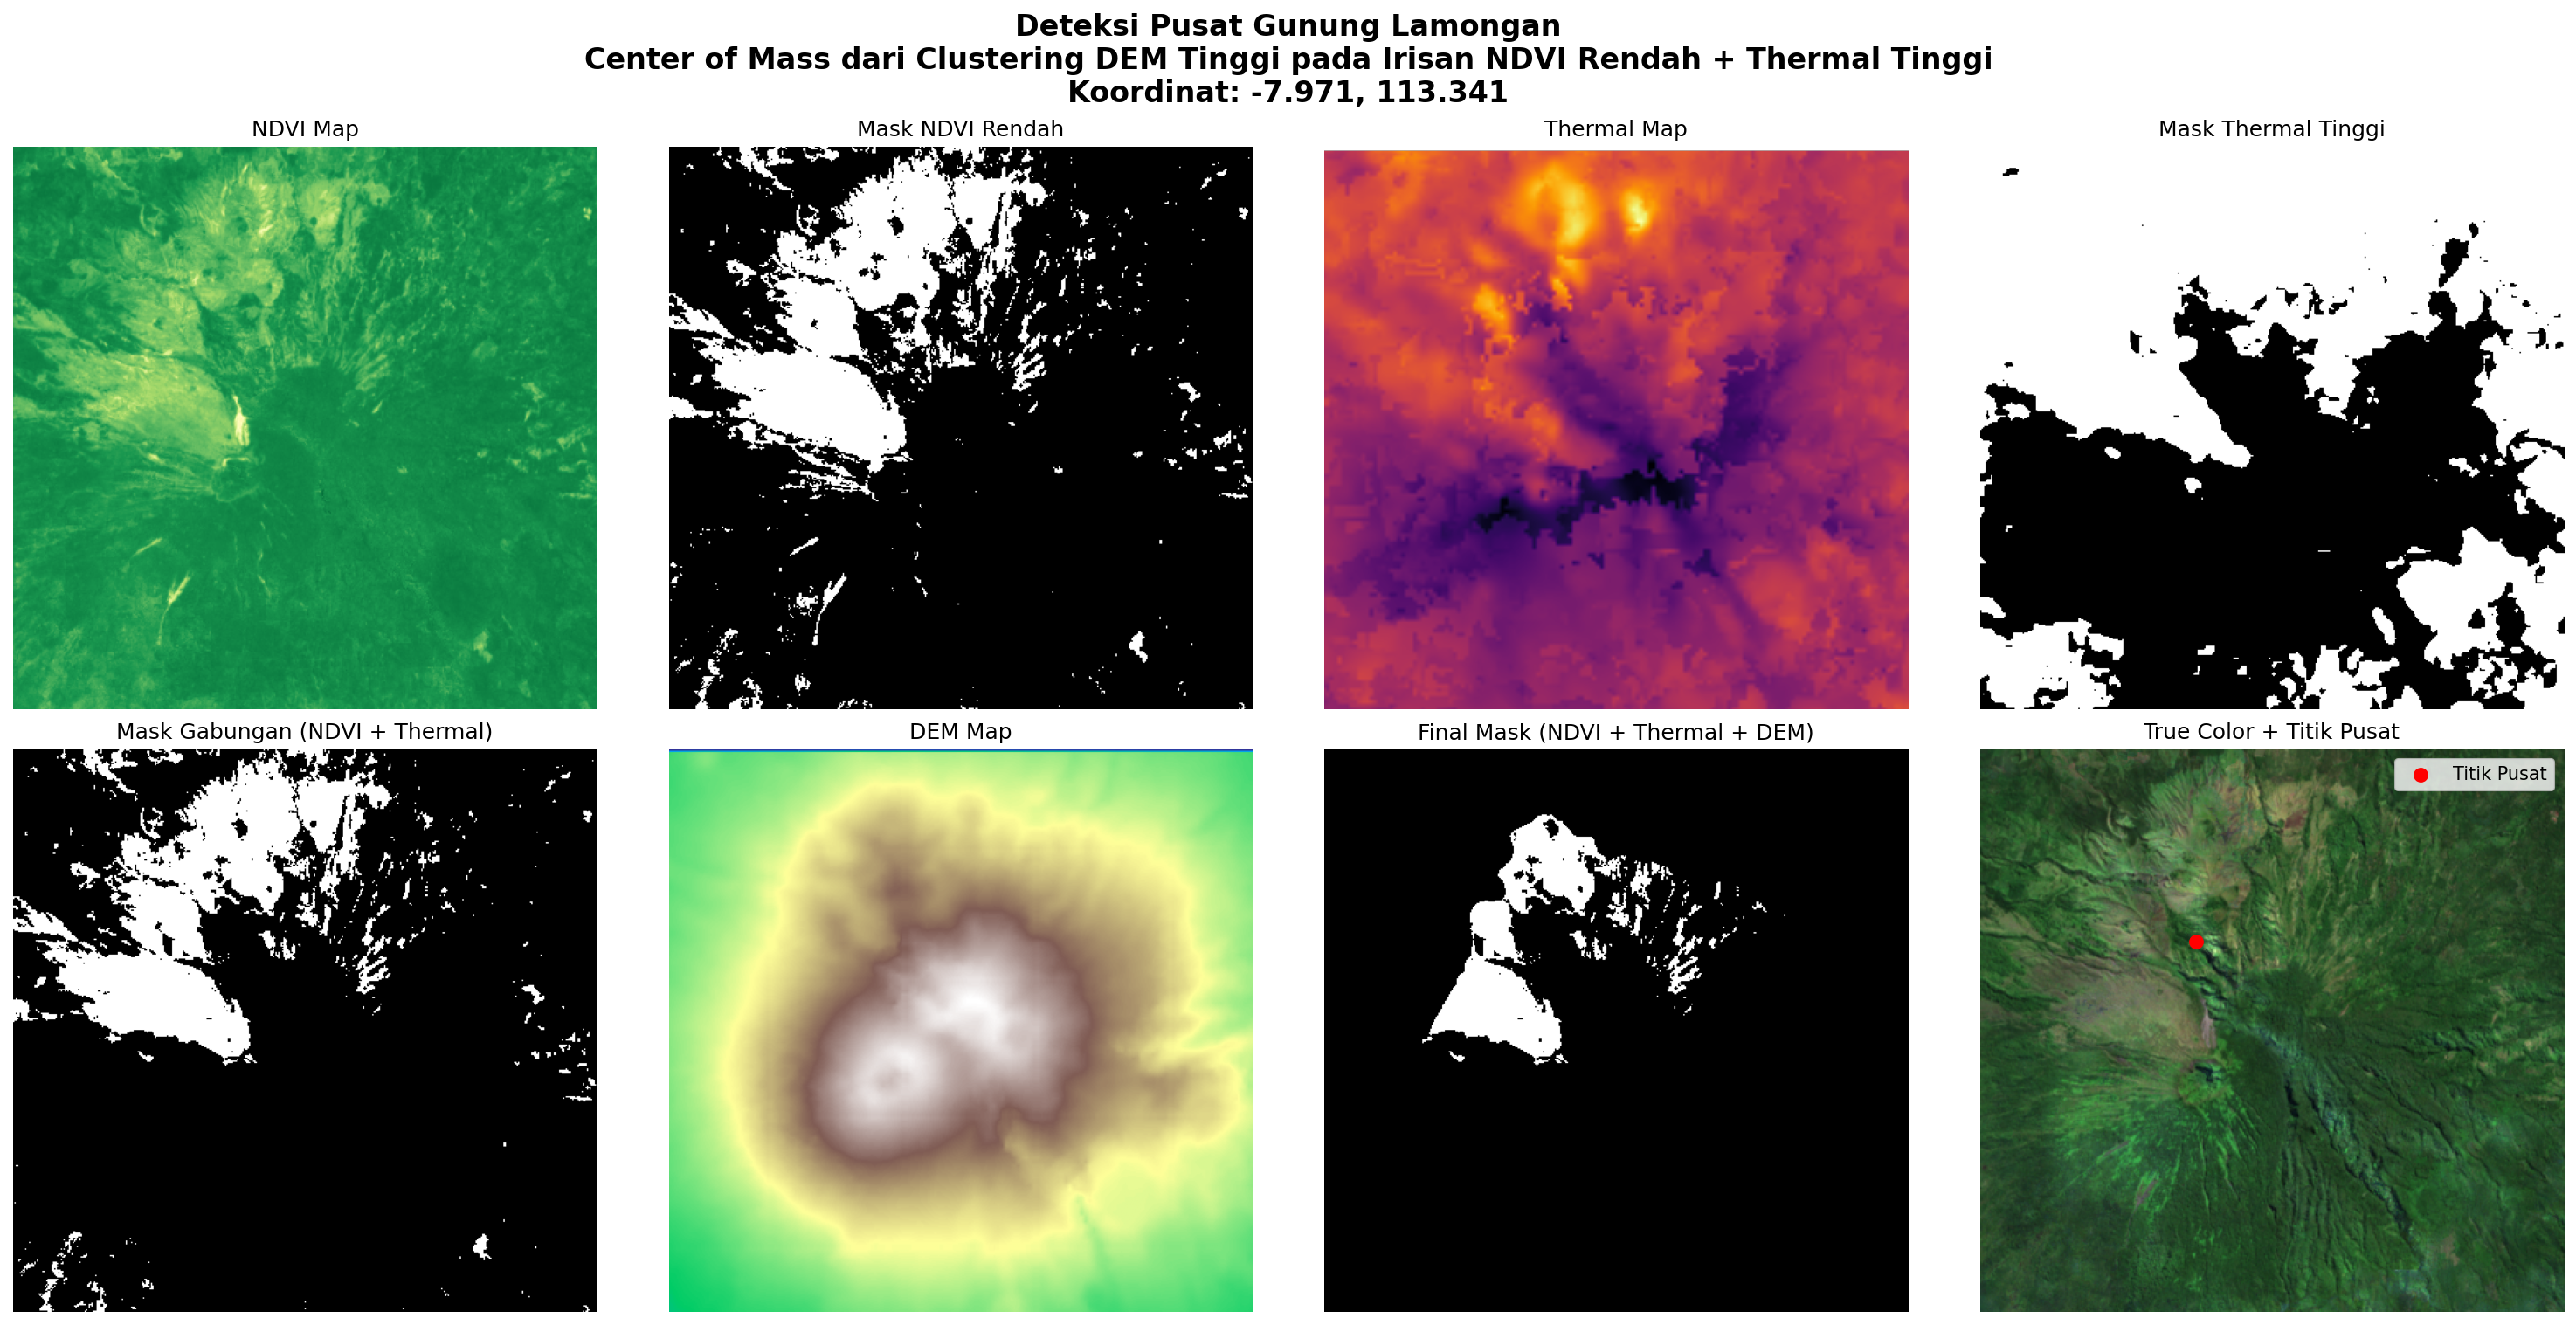 Deteksi Pusat Gunung Lamongan
Center of Mass dari Clustering DEM Tinggi pada Irisan NDVI Rendah + Thermal Tinggi
Koordinat: -7.971, 113.341
NDVI Map
Mask NDVI Rendah
Thermal Map
Mask Thermal Tinggi
Mask Gabungan (NDVI + Thermal)
DEM Map
Final Mask (NDVI + Thermal + DEM)
True Color + Titik Pusat
Titik Pusat